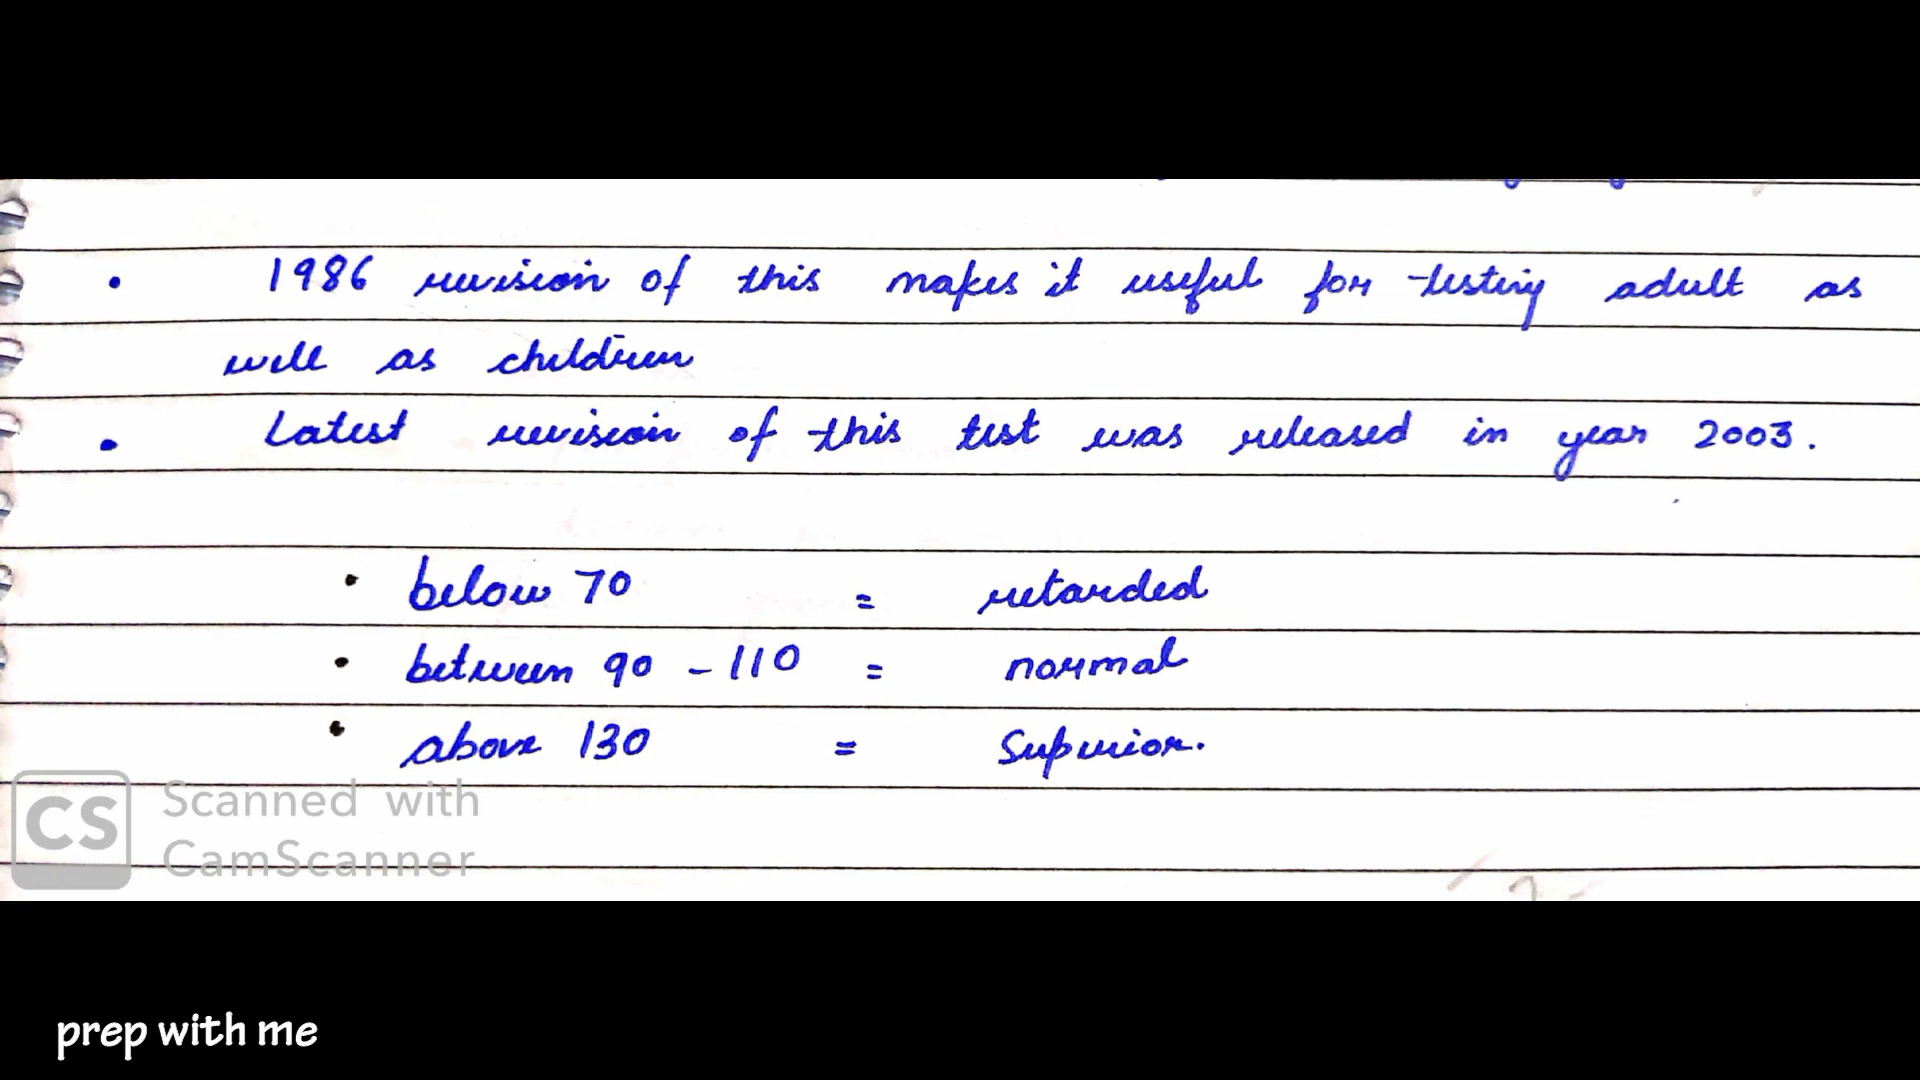 • 1986 revision of this makes it useful for testing adult as
well as children
• Latest revision of this test was released in year 2003.
• below 70 = retarded
• between 90 - 110 = normal
• above 130 = Superior.
CS Scanned with
CamScanner
prep with me